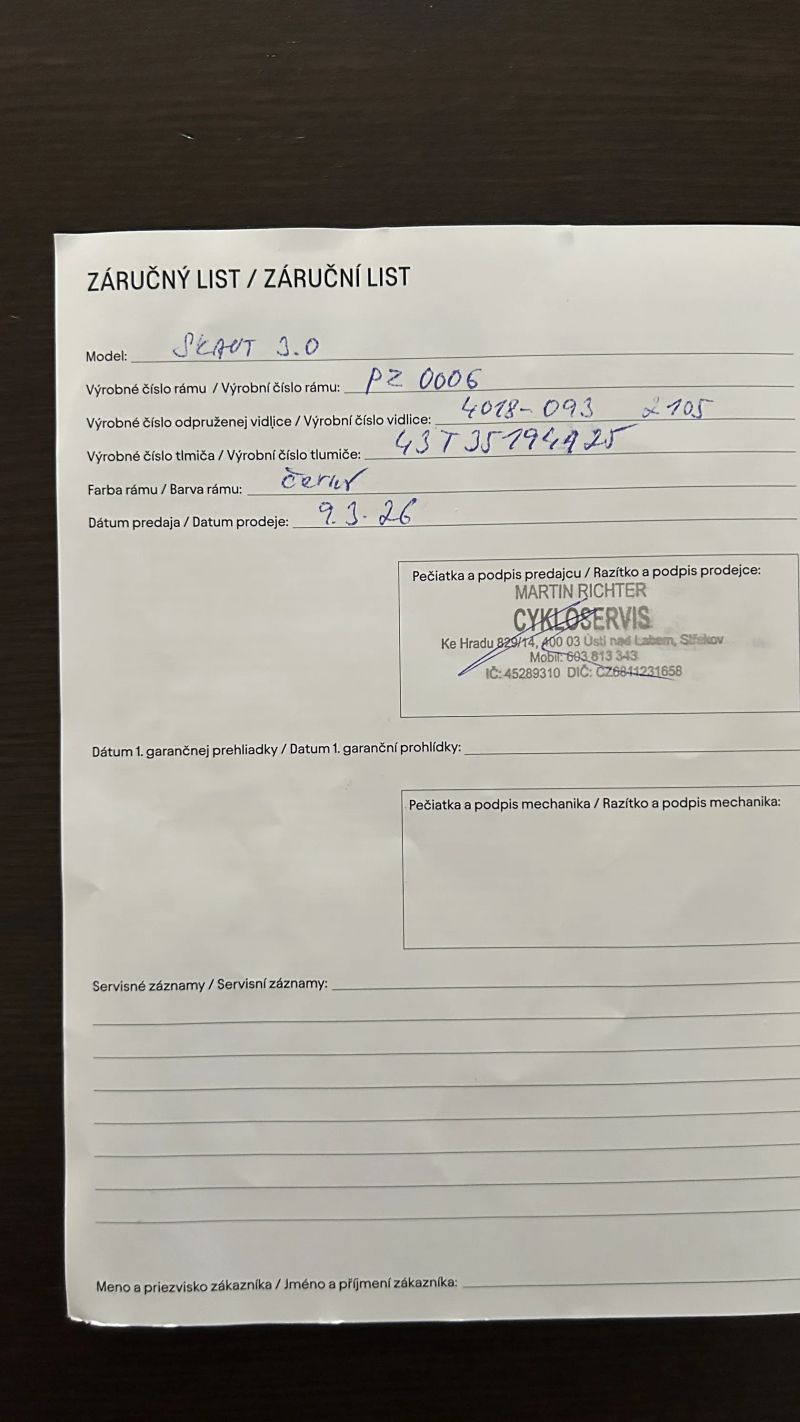 ZÁRUČNÝ LIST / ZÁRUČNÍ LIST
Model: SKAUT 3.0
Výrobné číslo rámu / Výrobní číslo rámu: PZ 0006
Výrobné číslo odpruženej vidlice / Výrobní číslo vidlice: 4018-093 2105
Výrobné číslo tlmiča / Výrobní číslo tlumiče: 43T35194A25
Farba rámu / Barva rámu: černý
Dátum predaja / Datum prodeje: 9.3.26
Pečiatka a podpis predajcu / Razítko a podpis prodejce:
MARTIN RICHTER
CYKLOSERVIS
Ke Hradu 829/14, 400 03 Ústí nad Labem, Střekov
Mobil: 603 813 343
IČ: 45289310 DIČ: CZ6841231658
Dátum 1. garančnej prehliadky / Datum 1. garanční prohlídky:
Pečiatka a podpis mechanika / Razítko a podpis mechanika:
Servisné záznamy / Servisní záznamy:
Meno a priezvisko zákazníka / Jméno a příjmení zákazníka: